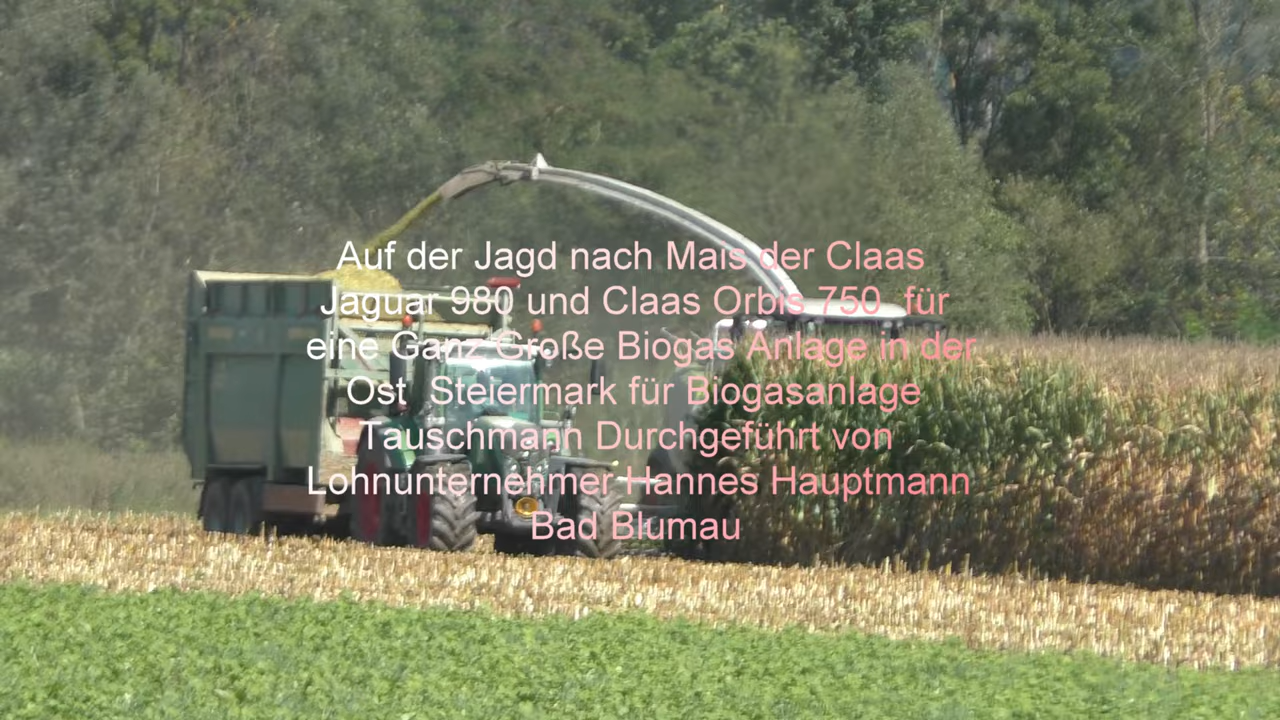 Auf der Jagd nach Mais der Claas
Jaguar 980 und Claas Orbis 750  für
eine Ganz Große Biogas Anlage in der
Ost  Steiermark für Biogasanlage
Tauschmann Durchgeführt von
Lohnunternehmer Hannes Hauptmann
Bad Blumau